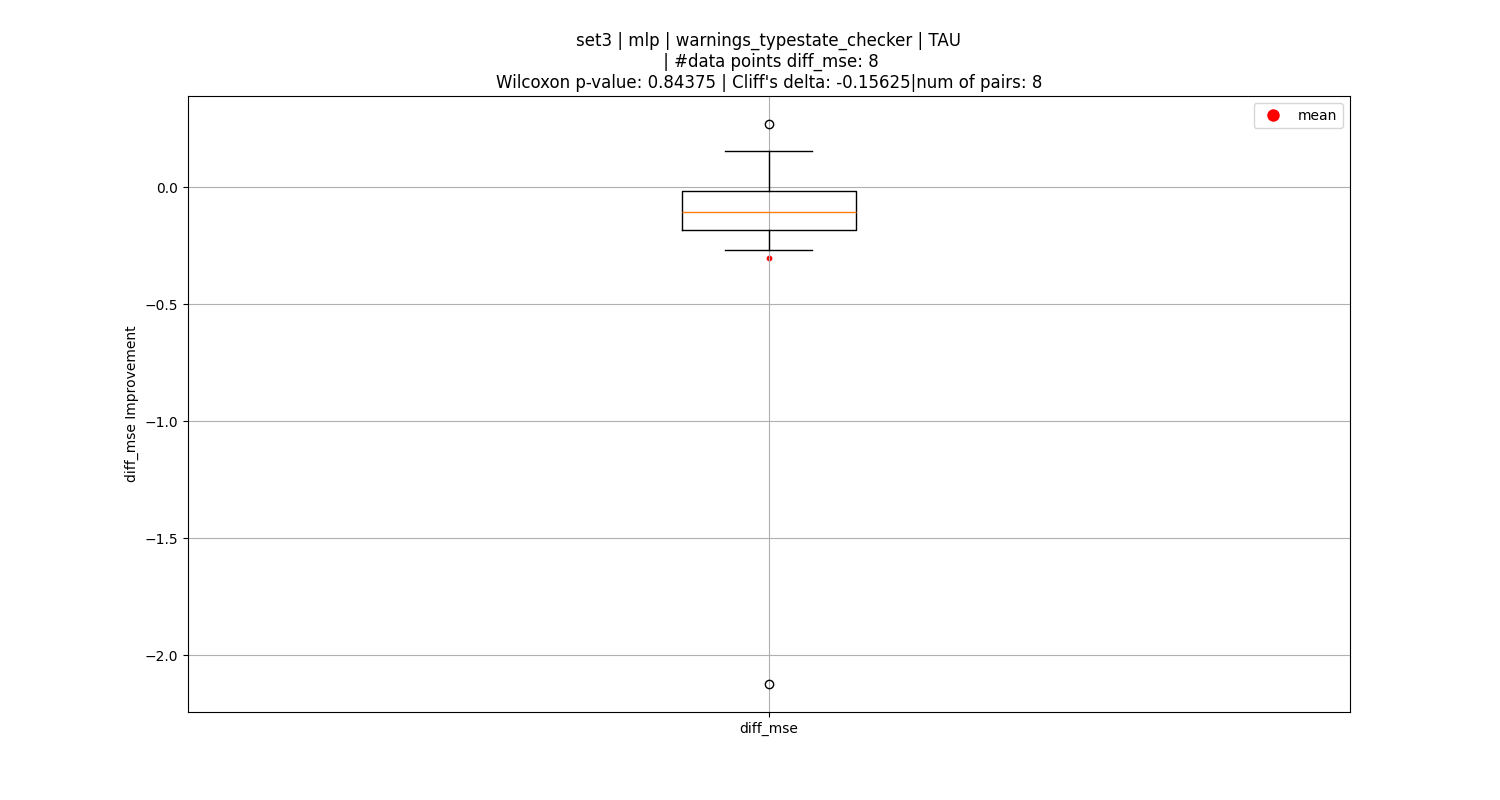 set3 | mlp | warnings_typestate_checker | TAU
| #data points diff_mse: 8
Wilcoxon p-value: 0.84375 | Cliff's delta: -0.15625|num of pairs: 8
mean
0.0
−0.5
−1.0
−1.5
−2.0
diff_mse Improvement
diff_mse